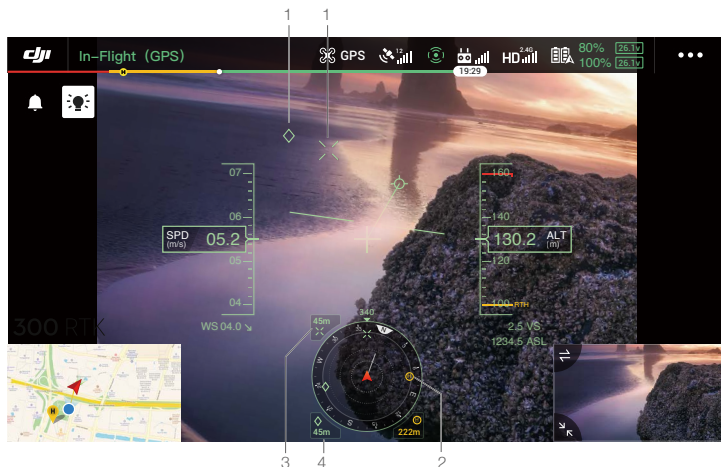 1 1
dji In-Flight (GPS) GPS 12 HD 2.4G 80% 26.1v
100% 26.1v
19:29
07 160
06 140
SPD (m/s) 05.2 130.2 ALT (m)
05 120
04 100 RTH
300 RTK
WS 04.0 ↘ 45m 340 N 2.5 VS
1234.5 ASL
W E S
H H
45m 222m
3 4 2